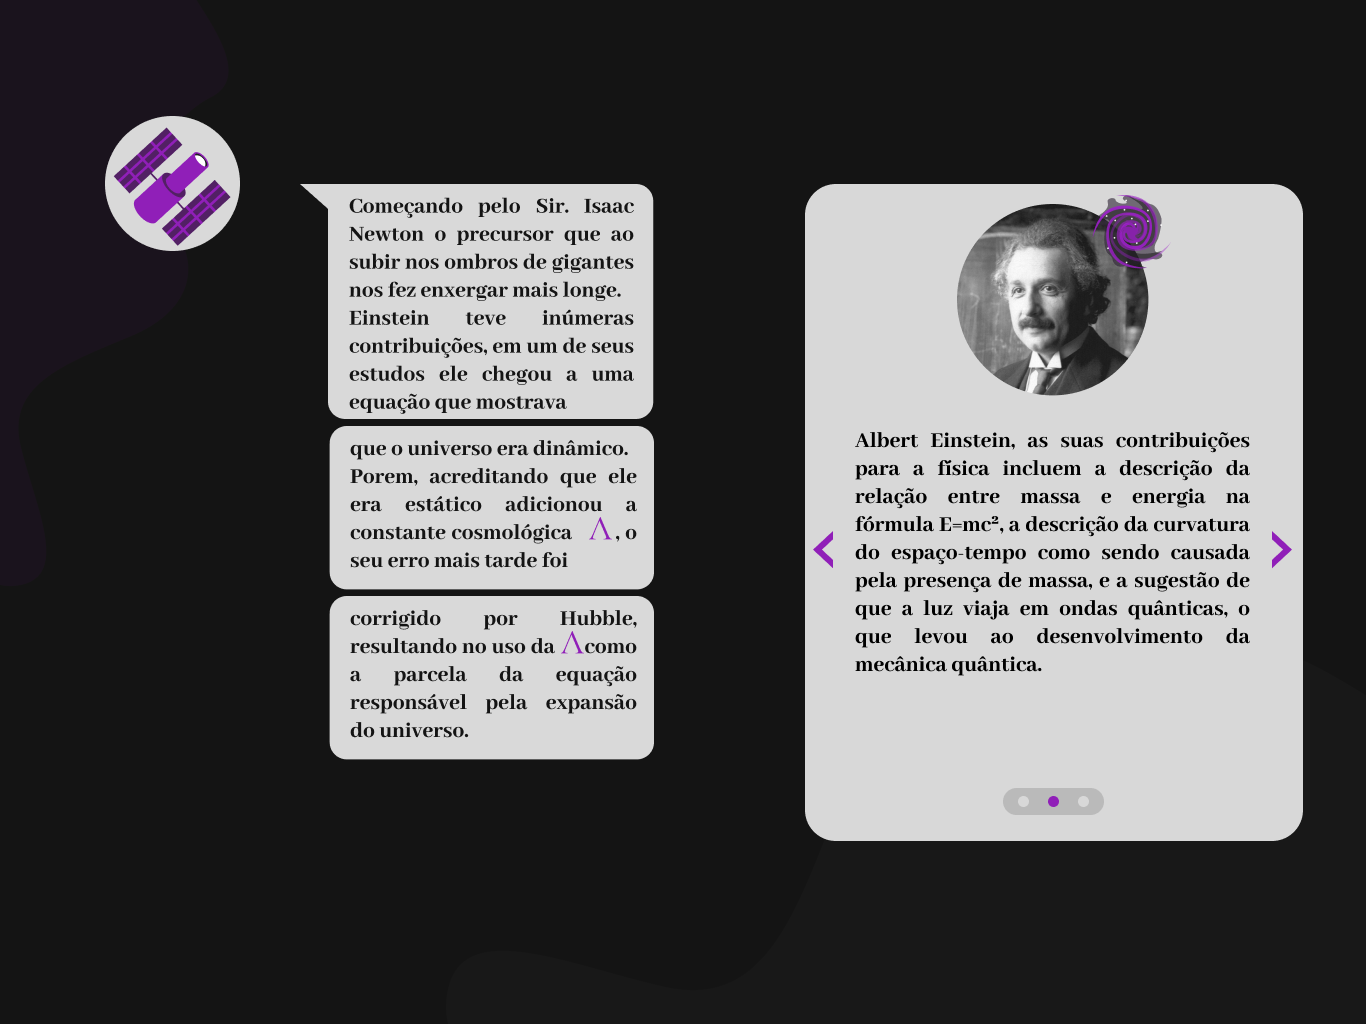 Começando pelo Sir. Isaac
Newton o precursor que ao
subir nos ombros de gigantes
nos fez enxergar mais longe.
Einstein teve inúmeras
contribuições, em um de seus
estudos ele chegou a uma
equação que mostrava
que o universo era dinâmico.
Porem, acreditando que ele
era estático adicionou a
constante cosmológica Λ, o
seu erro mais tarde foi
corrigido por Hubble,
resultando no uso da Λcomo
a parcela da equação
responsável pela expansão
do universo.
Albert Einstein, as suas contribuições
para a física incluem a descrição da
relação entre massa e energia na
fórmula E=mc², a descrição da curvatura
do espaço-tempo como sendo causada
pela presença de massa, e a sugestão de
que a luz viaja em ondas quânticas, o
que levou ao desenvolvimento da
mecânica quântica.